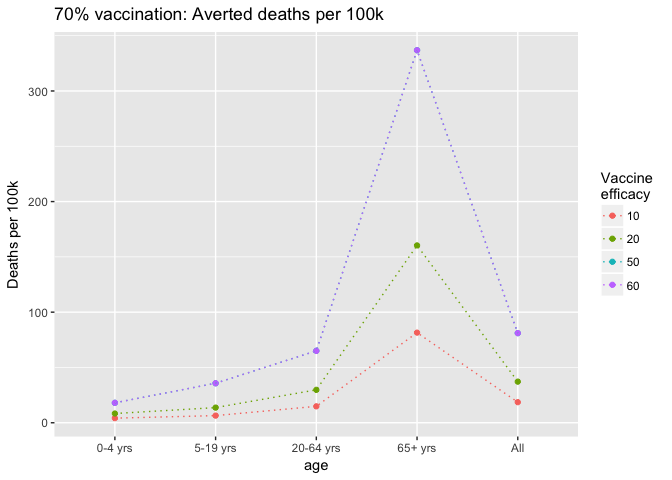 70% vaccination: Averted deaths per 100k
Deaths per 100k
300
200
100
0
0-4 yrs
5-19 yrs
20-64 yrs
65+ yrs
All
age
Vaccine
efficacy
10
20
50
60